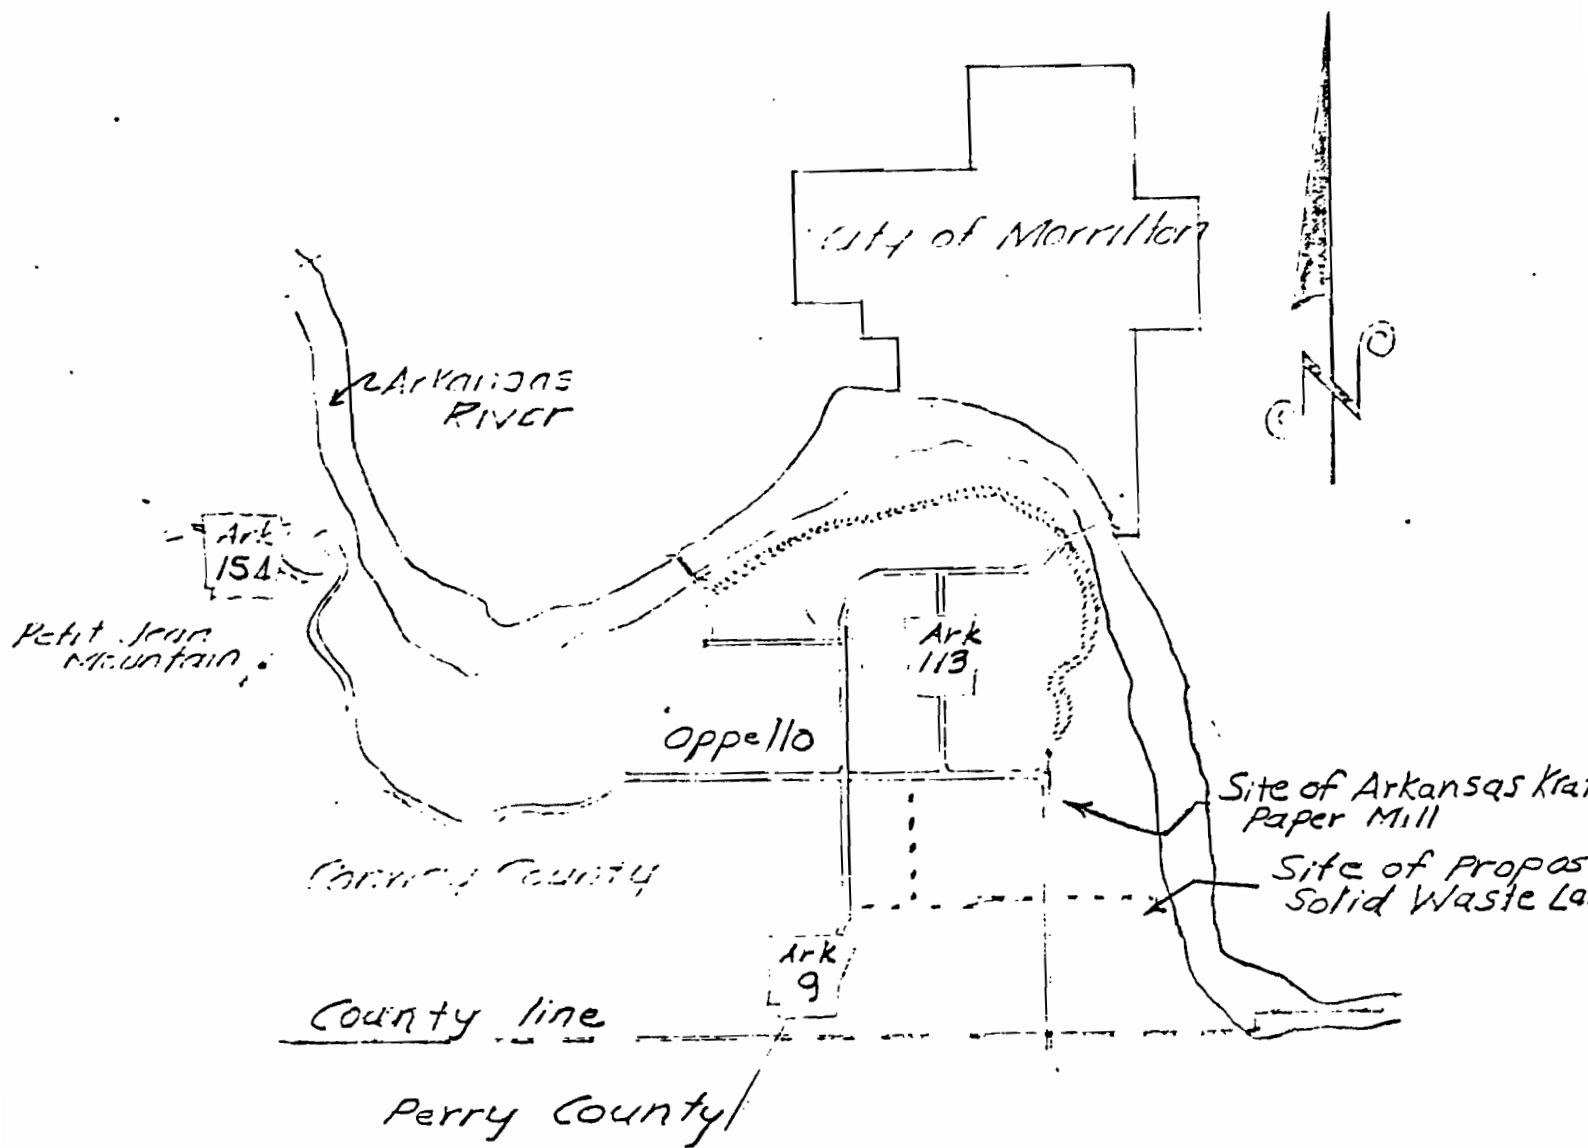 City of Morrilton
Arkansas
River
Ark
154
Petit Jean
Mountain
Ark
113
Oppello
Site of Arkansas Kra
Paper Mill
Conway County
Site of Propos
Solid Waste La
Ark
9
County line
Perry County